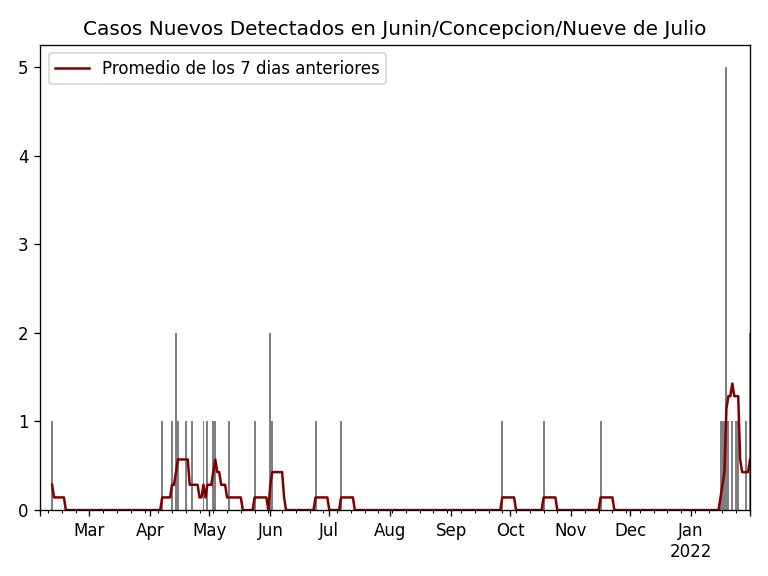 Casos Nuevos Detectados en Junin/Concepcion/Nueve de Julio
Promedio de los 7 dias anteriores
5
4
3
2
1
0
Mar Apr May Jun Jul Aug Sep Oct Nov Dec Jan
2022